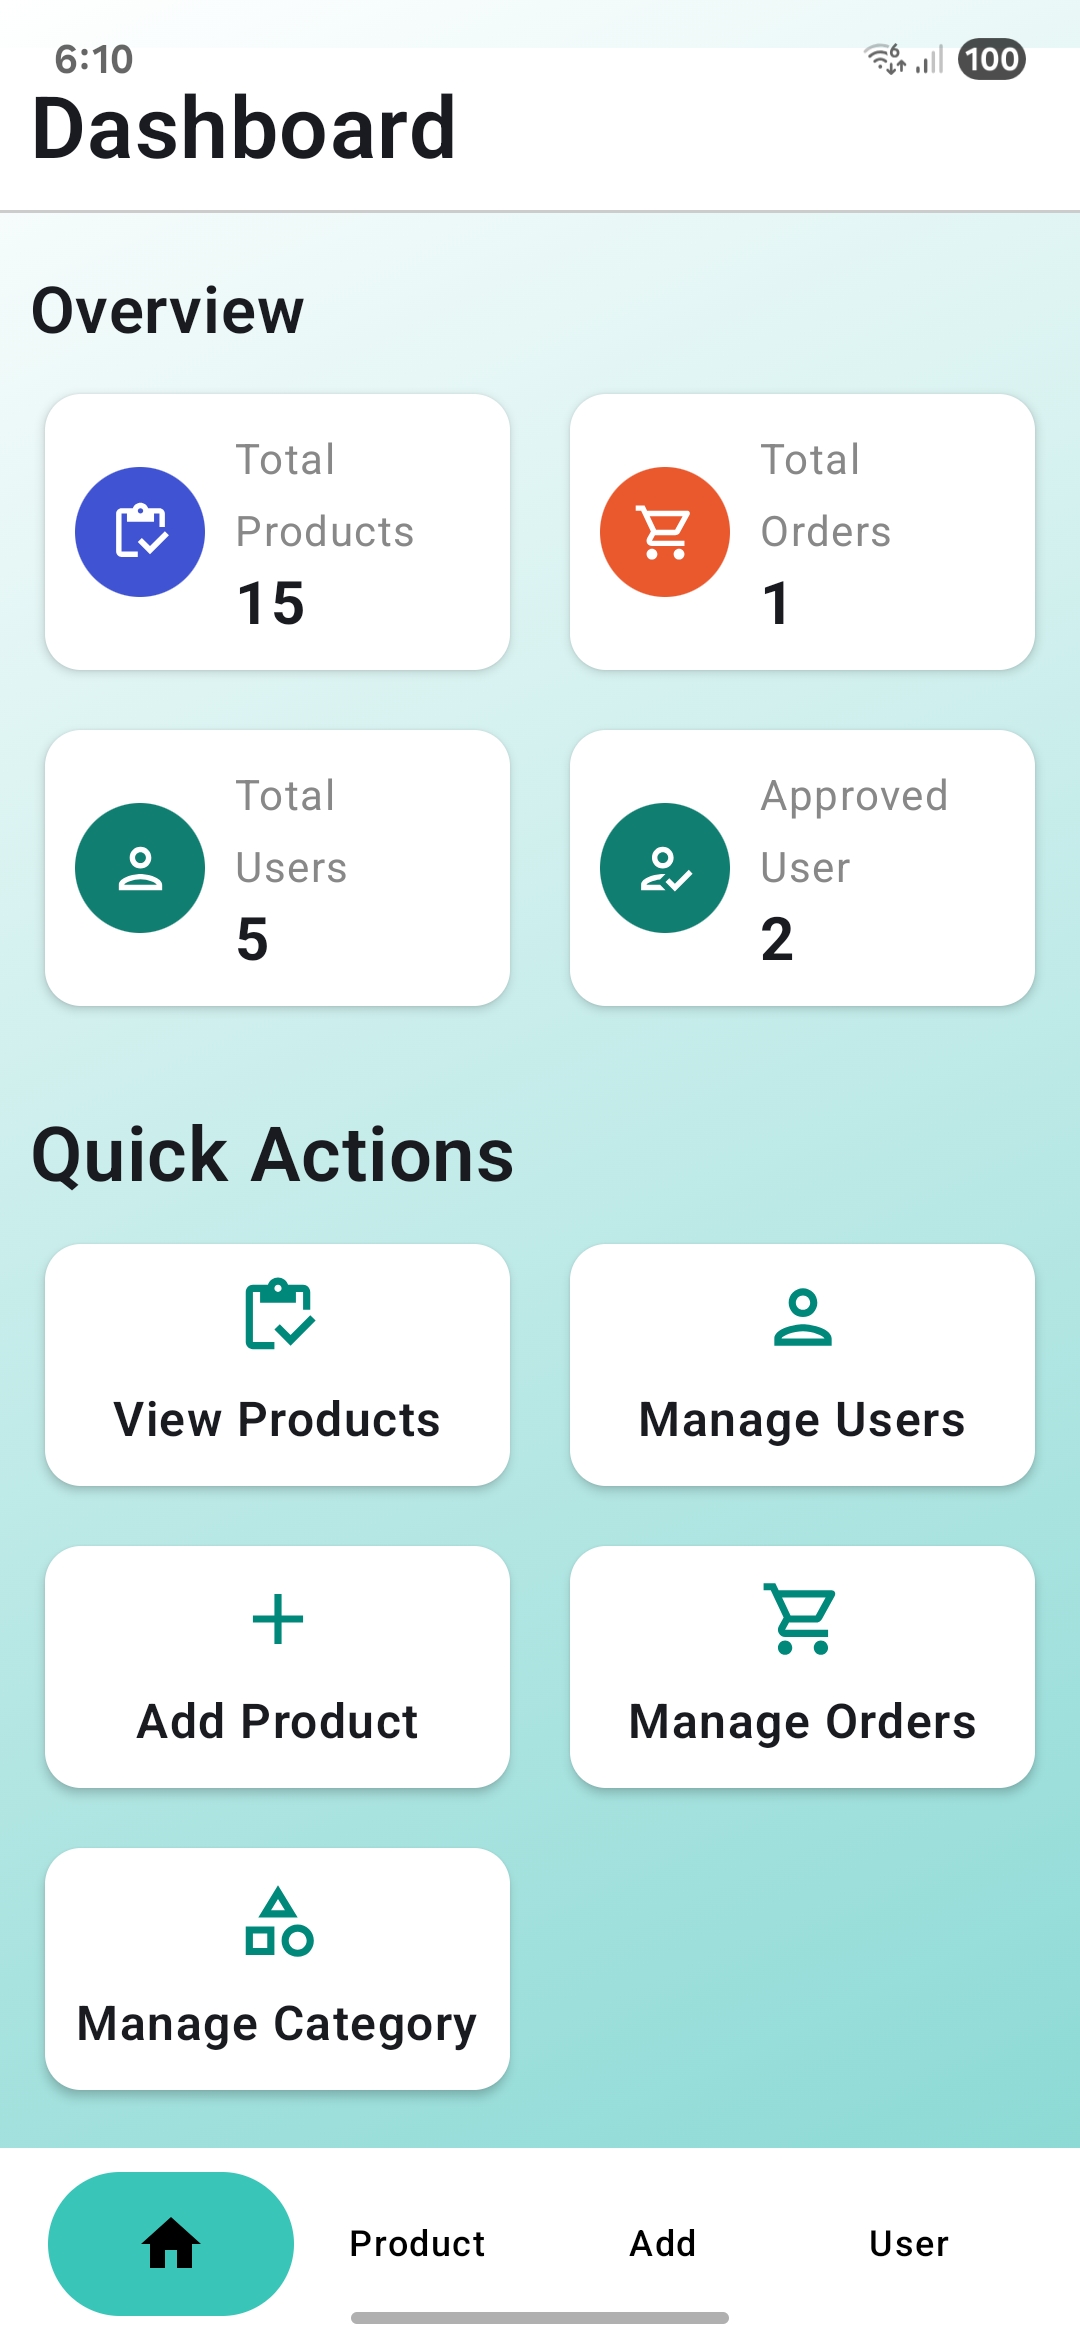 6:10
6
100
Dashboard
Overview
Total
Products
15
Total
Orders
1
Total
Users
5
Approved
User
2
Quick Actions
View Products
Manage Users
Add Product
Manage Orders
Manage Category
Product
Add
User